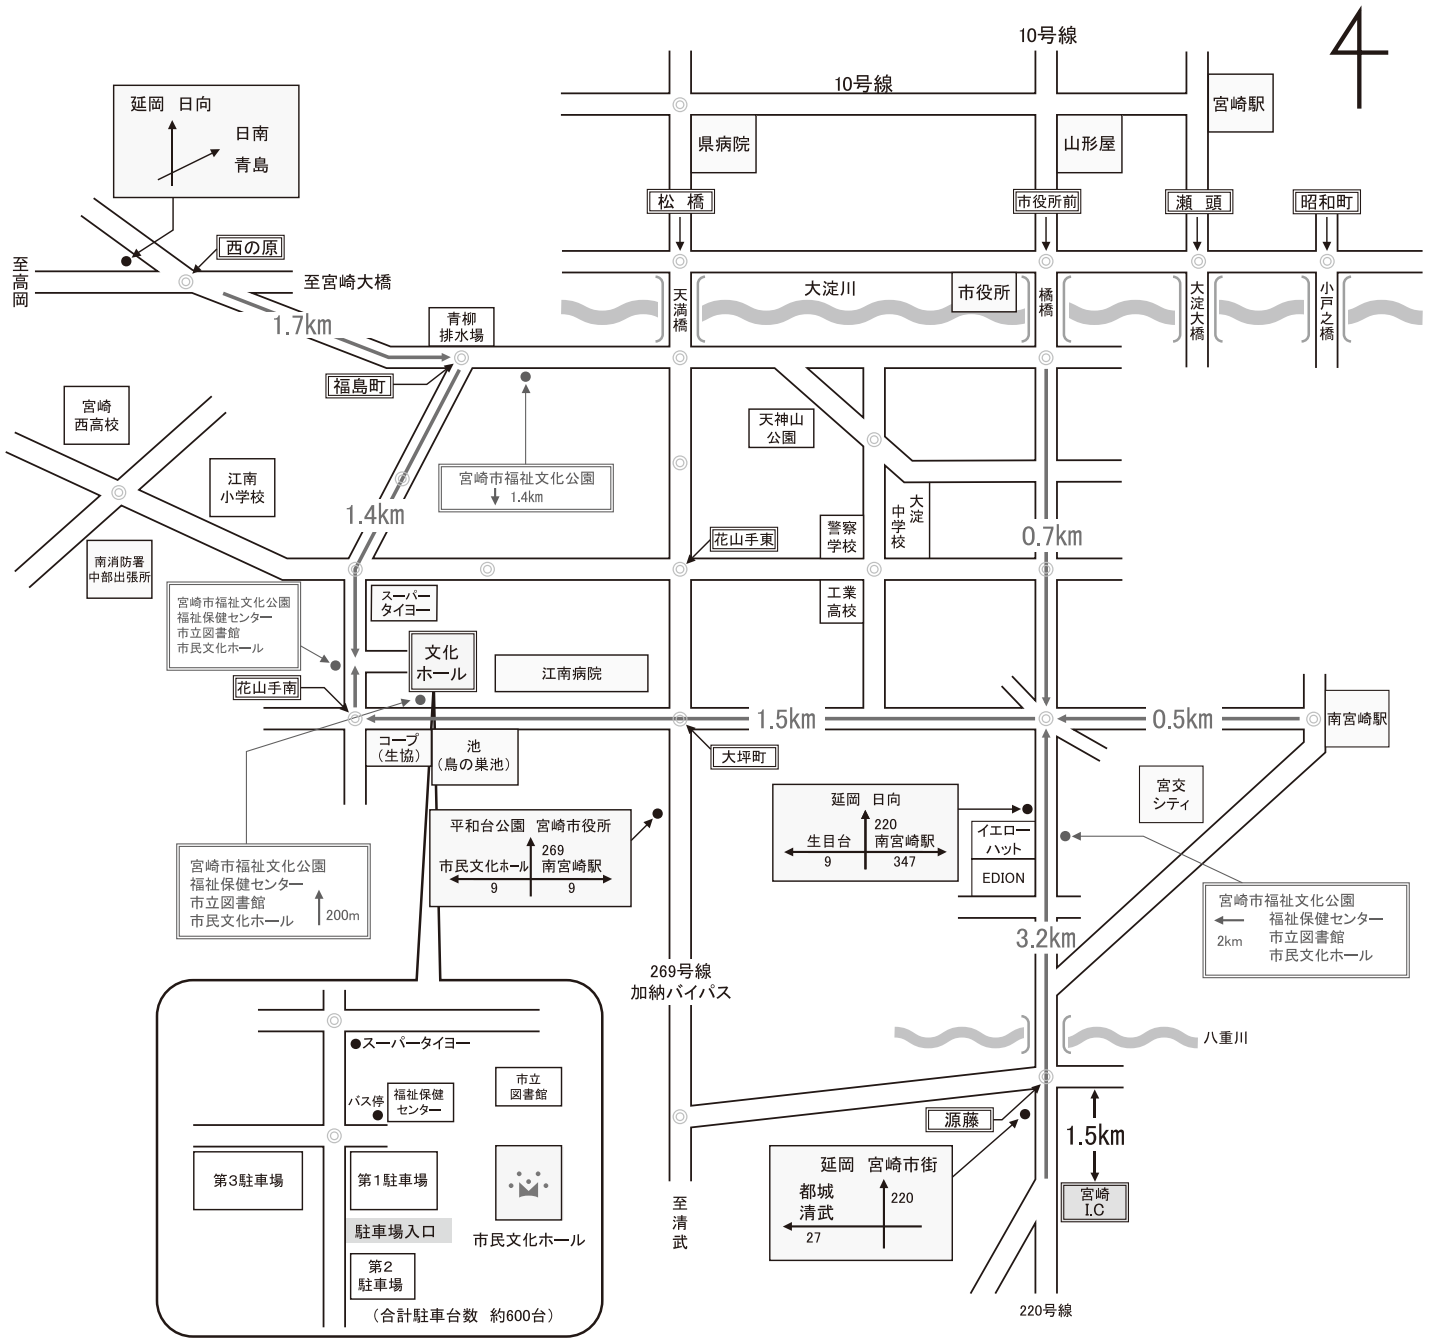 10号線
10号線
宮崎駅
延岡 日向
日南
青島
県病院
山形屋
松橋
市役所前
瀬頭
昭和町
西の原
至高岡
至宮崎大橋
大淀川
市役所
天満橋
橘橋
大淀大橋
小戸之橋
1.7km
青柳
排水場
福島町
宮崎
西高校
天神山
公園
江南
小学校
宮崎市福祉文化公園
1.4km
1.4km
大淀
中学校
警察
学校
花山手東
0.7km
南消防署
中部出張所
スーパー
タイヨー
工業
高校
宮崎市福祉文化公園
福祉保健センター
市立図書館
市民文化ホール
文化
ホール
江南病院
花山手南
1.5km
0.5km
南宮崎駅
コープ
(生協)
池
(鳥の巣池)
大坪町
宮交
シティ
延岡 日向
220
生目台
南宮崎駅
9
347
イエロー
ハット
EDION
平和台公園 宮崎市役所
269
市民文化ホール
南宮崎駅
9
9
宮崎市福祉文化公園
福祉保健センター
市立図書館
市民文化ホール
200m
宮崎市福祉文化公園
福祉保健センター
2km
市立図書館
市民文化ホール
3.2km
269号線
加納バイパス
八重川
スーパータイヨー
市立
図書館
バス停
福祉保健
センター
源藤
1.5km
第3駐車場
第1駐車場
駐車場入口
市民文化ホール
第2
駐車場
(合計駐車台数 約600台)
至清武
延岡 宮崎市街
都城
清武
220
27
宮崎
I.C
220号線